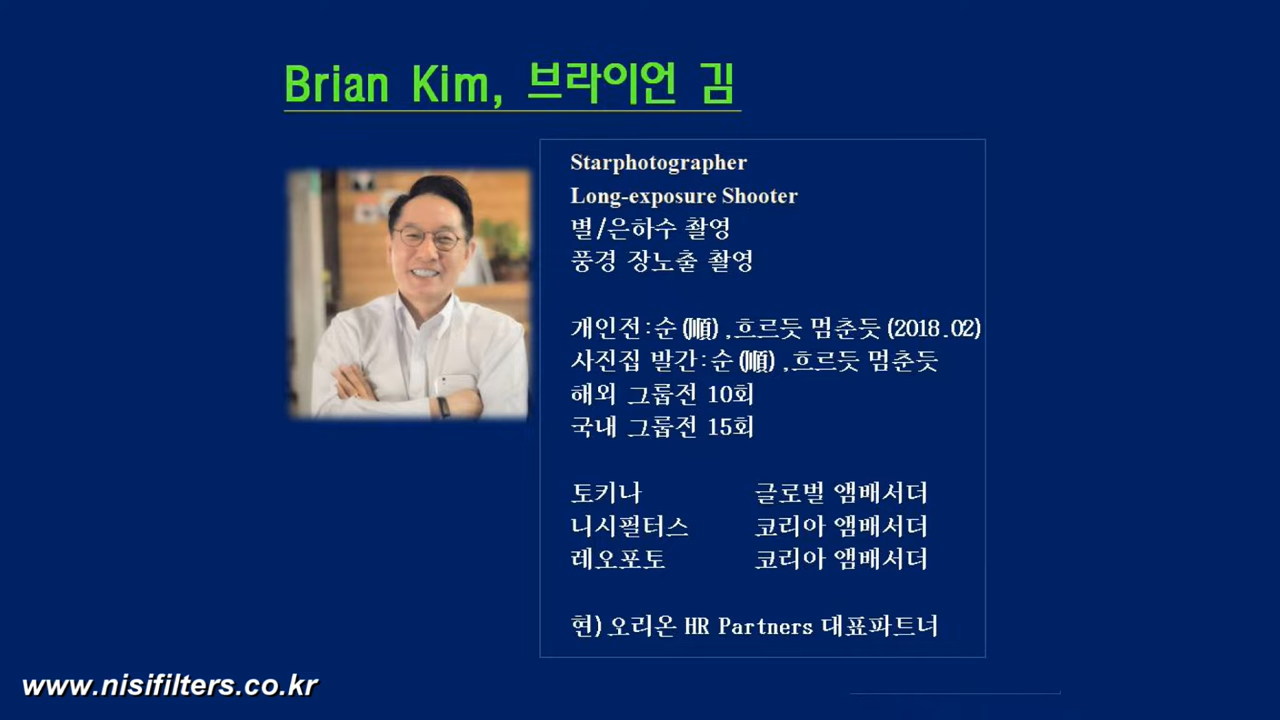 Brian Kim, 브라이언 김
Starphotographer
Long-exposure Shooter
별/은하수 촬영
풍경 장노출 촬영
개인전:순(順),흐르듯 멈춘듯(2018.02)
사진집 발간:순(順),흐르듯 멈춘듯
해외 그룹전 10회
국내 그룹전 15회
토키나 글로벌 앰배서더
니시필터스 코리아 앰배서더
레오포토 코리아 앰배서더
현)오리온 HR Partners 대표파트너
www.nisifilters.co.kr